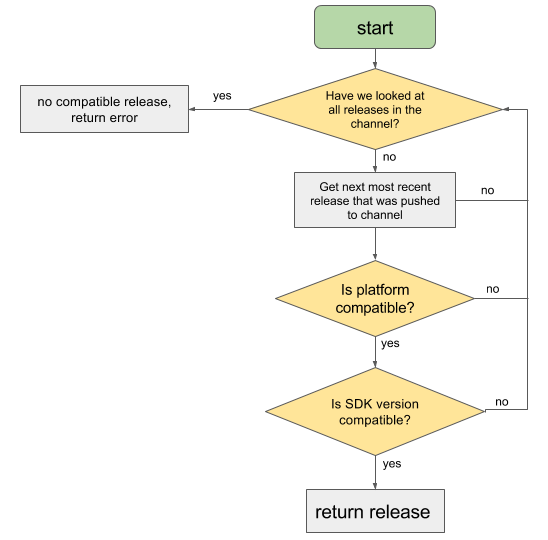 start
Have we looked at
all releases in the
channel?
yes
no compatible release,
return error
no
Get next most recent
release that was pushed
to channel
no
Is platform
compatible?
no
yes
Is SDK version
compatible?
no
yes
return release